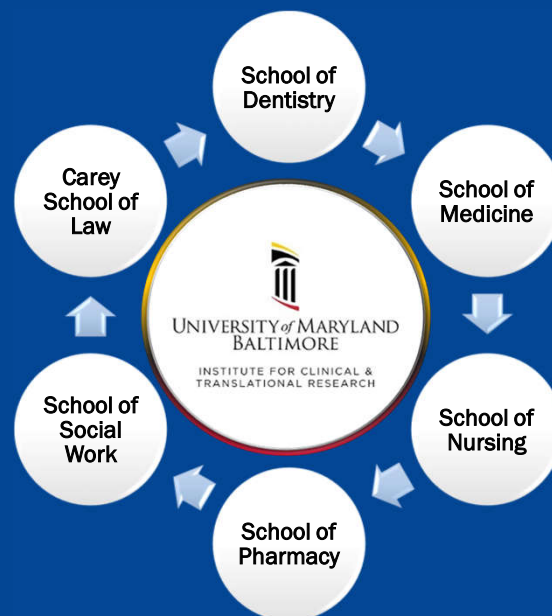 School of
Dentistry
School of
Medicine
School of
Nursing
School of
Pharmacy
School of
Social
Work
Carey
School of
Law
UNIVERSITY of MARYLAND
BALTIMORE
INSTITUTE FOR CLINICAL &
TRANSLATIONAL RESEARCH